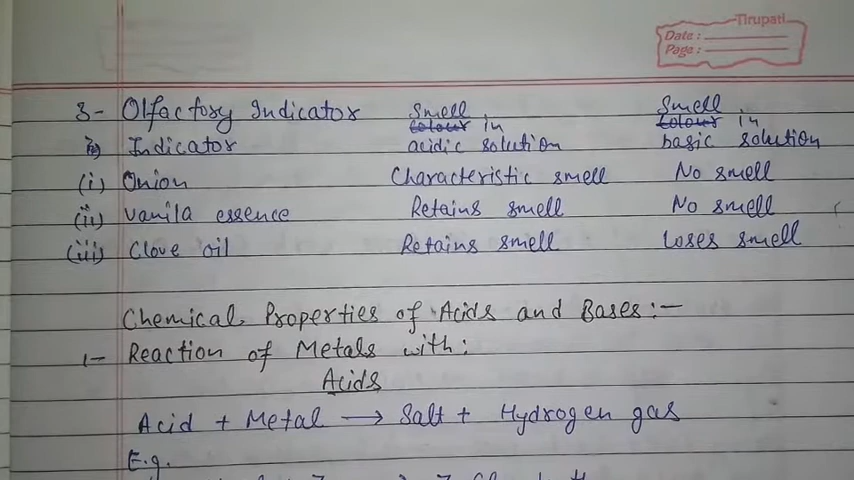 Tirupati
Date :
Page :
3- Olfactory Indicator Smell Smell
colour in colour in
Indicator acidic solution basic solution
(i) Onion Characteristic smell No smell
(ii) Vanila essence Retains smell No smell
(iii) Clove oil Retains smell Loses smell
Chemical Properties of Acids and Bases :-
1- Reaction of Metals with :
Acids
Acid + Metal → Salt + Hydrogen gas
E.g.